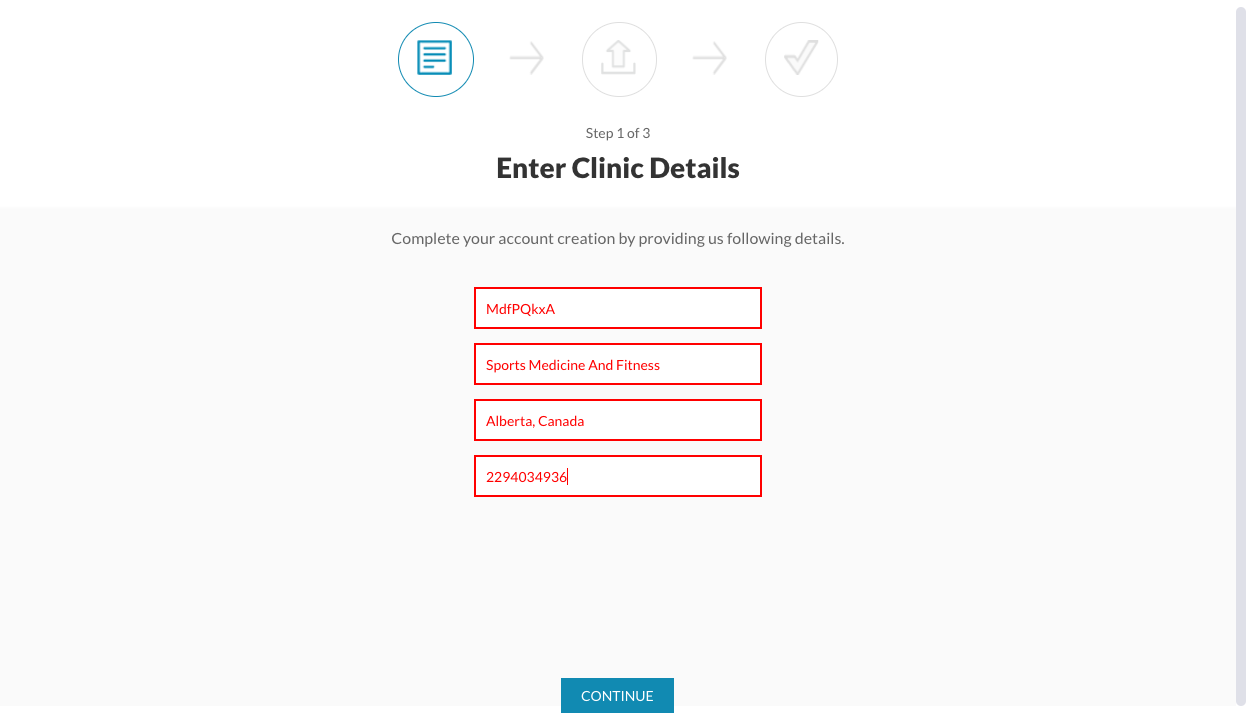 Step 1 of 3
Enter Clinic Details
Complete your account creation by providing us following details.
MdfPQkxA
Sports Medicine And Fitness
Alberta, Canada
2294034936
CONTINUE